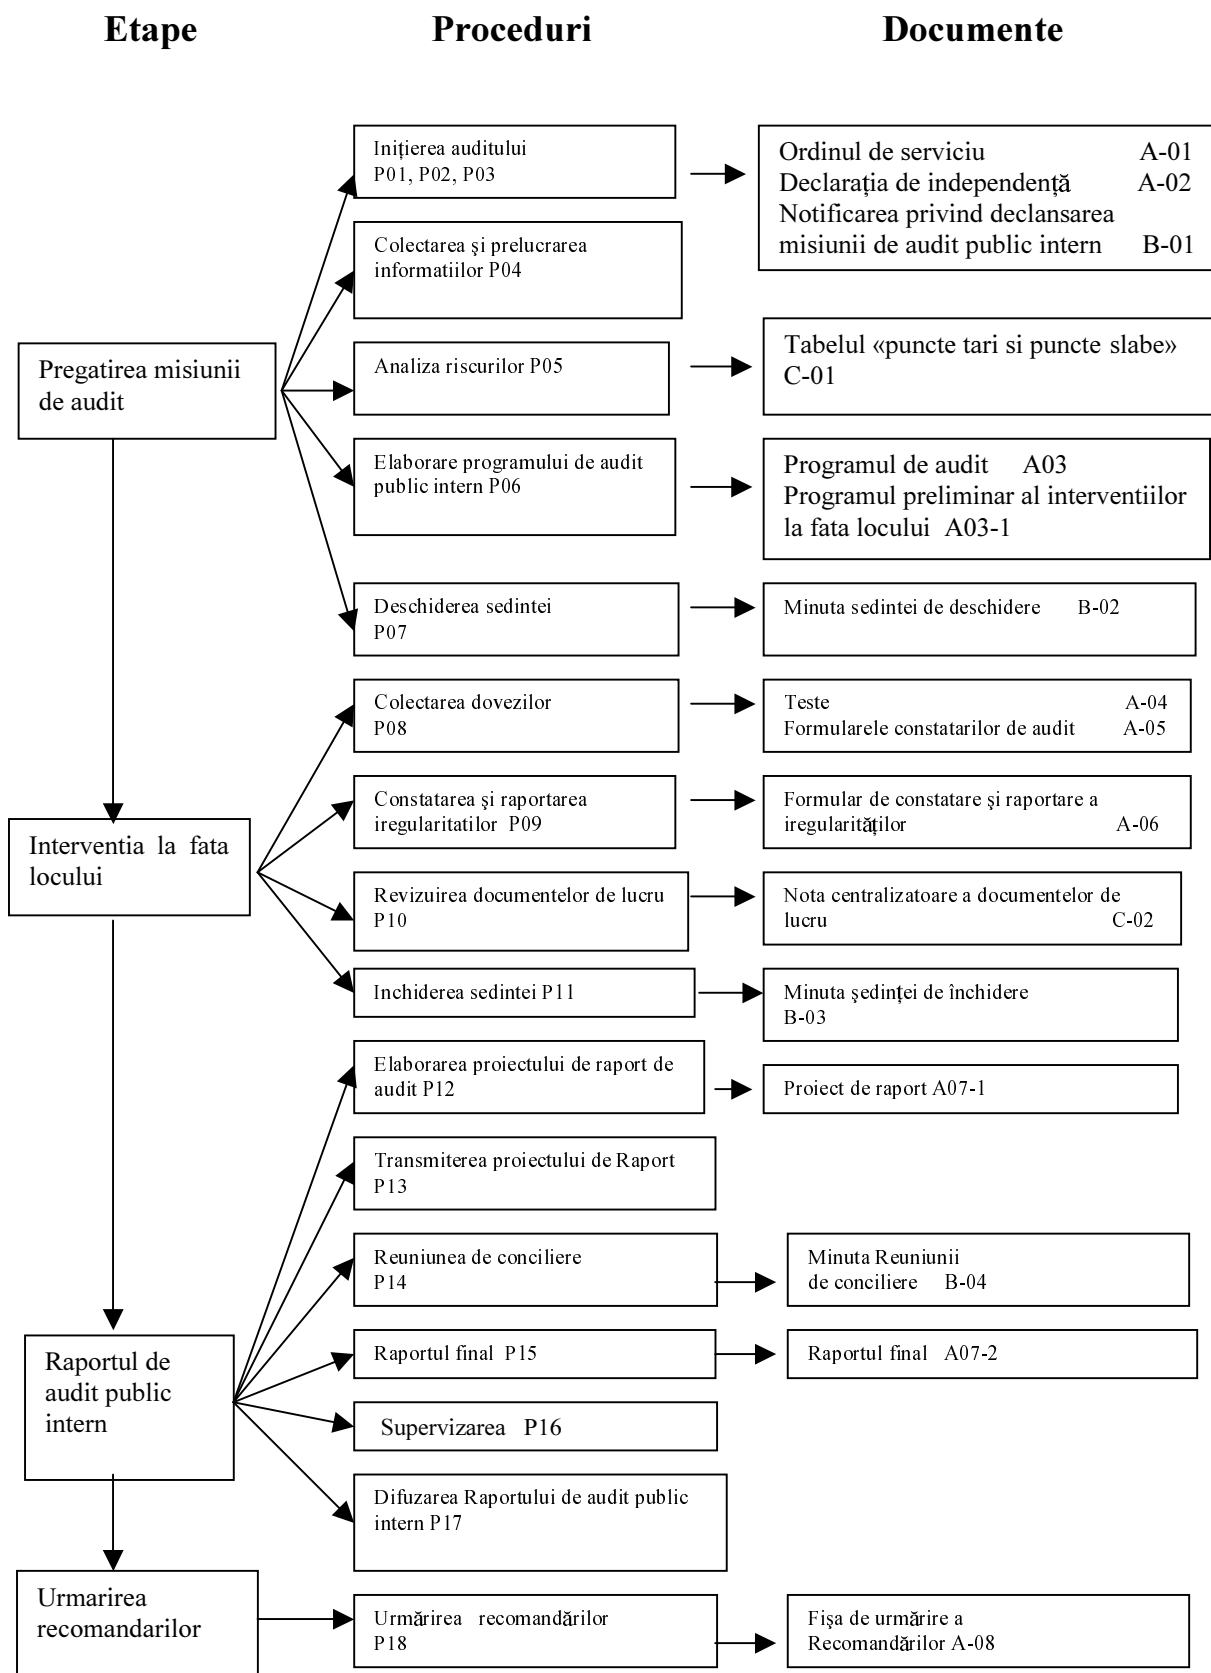 Etape Proceduri Documente
Iniţierea auditului
P01, P02, P03
Ordinul de serviciu A-01
Declaraţia de independenţă A-02
Notificarea privind declansarea
misiunii de audit public intern B-01
Colectarea şi prelucrarea
informatiilor P04
Pregatirea misiunii
de audit
Analiza riscurilor P05
Tabelul «puncte tari si puncte slabe»
C-01
Elaborare programului de audit
public intern P06
Programul de audit A03
Programul preliminar al interventiilor
la fata locului A03-1
Deschiderea sedintei
P07
Minuta sedintei de deschidere B-02
Colectarea dovezilor
P08
Teste A-04
Formularele constatarilor de audit A-05
Interventia la fata
locului
Constatarea şi raportarea
iregularitatilor P09
Formular de constatare şi raportare a
iregularităţilor A-06
Revizuirea documentelor de lucru
P10
Nota centralizatoare a documentelor de
lucru C-02
Inchiderea sedintei P11
Minuta şedinţei de închidere
B-03
Elaborarea proiectului de raport de
audit P12
Proiect de raport A07-1
Transmiterea proiectului de Raport
P13
Reuniunea de conciliere
P14
Minuta Reuniunii
de conciliere B-04
Raportul de
audit public
intern
Raportul final P15
Raportul final A07-2
Supervizarea P16
Difuzarea Raportului de audit public
intern P17
Urmarirea
recomandarilor
Urmărirea recomandărilor
P18
Fişa de urmărire a
Recomandărilor A-08